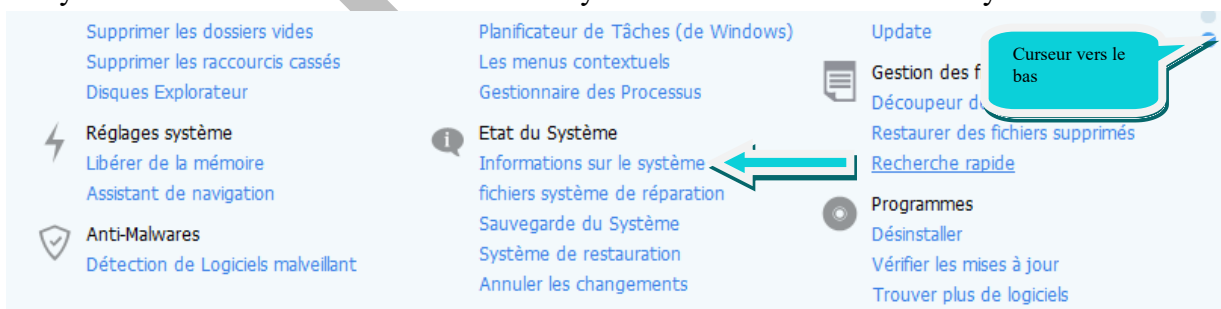 Supprimer les dossiers vides
Supprimer les raccourcis cassés
Disques Explorateur
Réglages système
Libérer de la mémoire
Assistant de navigation
Anti-Malwares
Détection de Logiciels malveillant
Planificateur de Tâches (de Windows)
Les menus contextuels
Gestionnaire des Processus
Etat du Système
Informations sur le système
fichiers système de réparation
Sauvegarde du Système
Système de restauration
Annuler les changements
Update
Gestion des f
Découpeur d
Restaurer des fichiers supprimés
Recherche rapide
Programmes
Désinstaller
Vérifier les mises à jour
Trouver plus de logiciels
Curseur vers le
bas